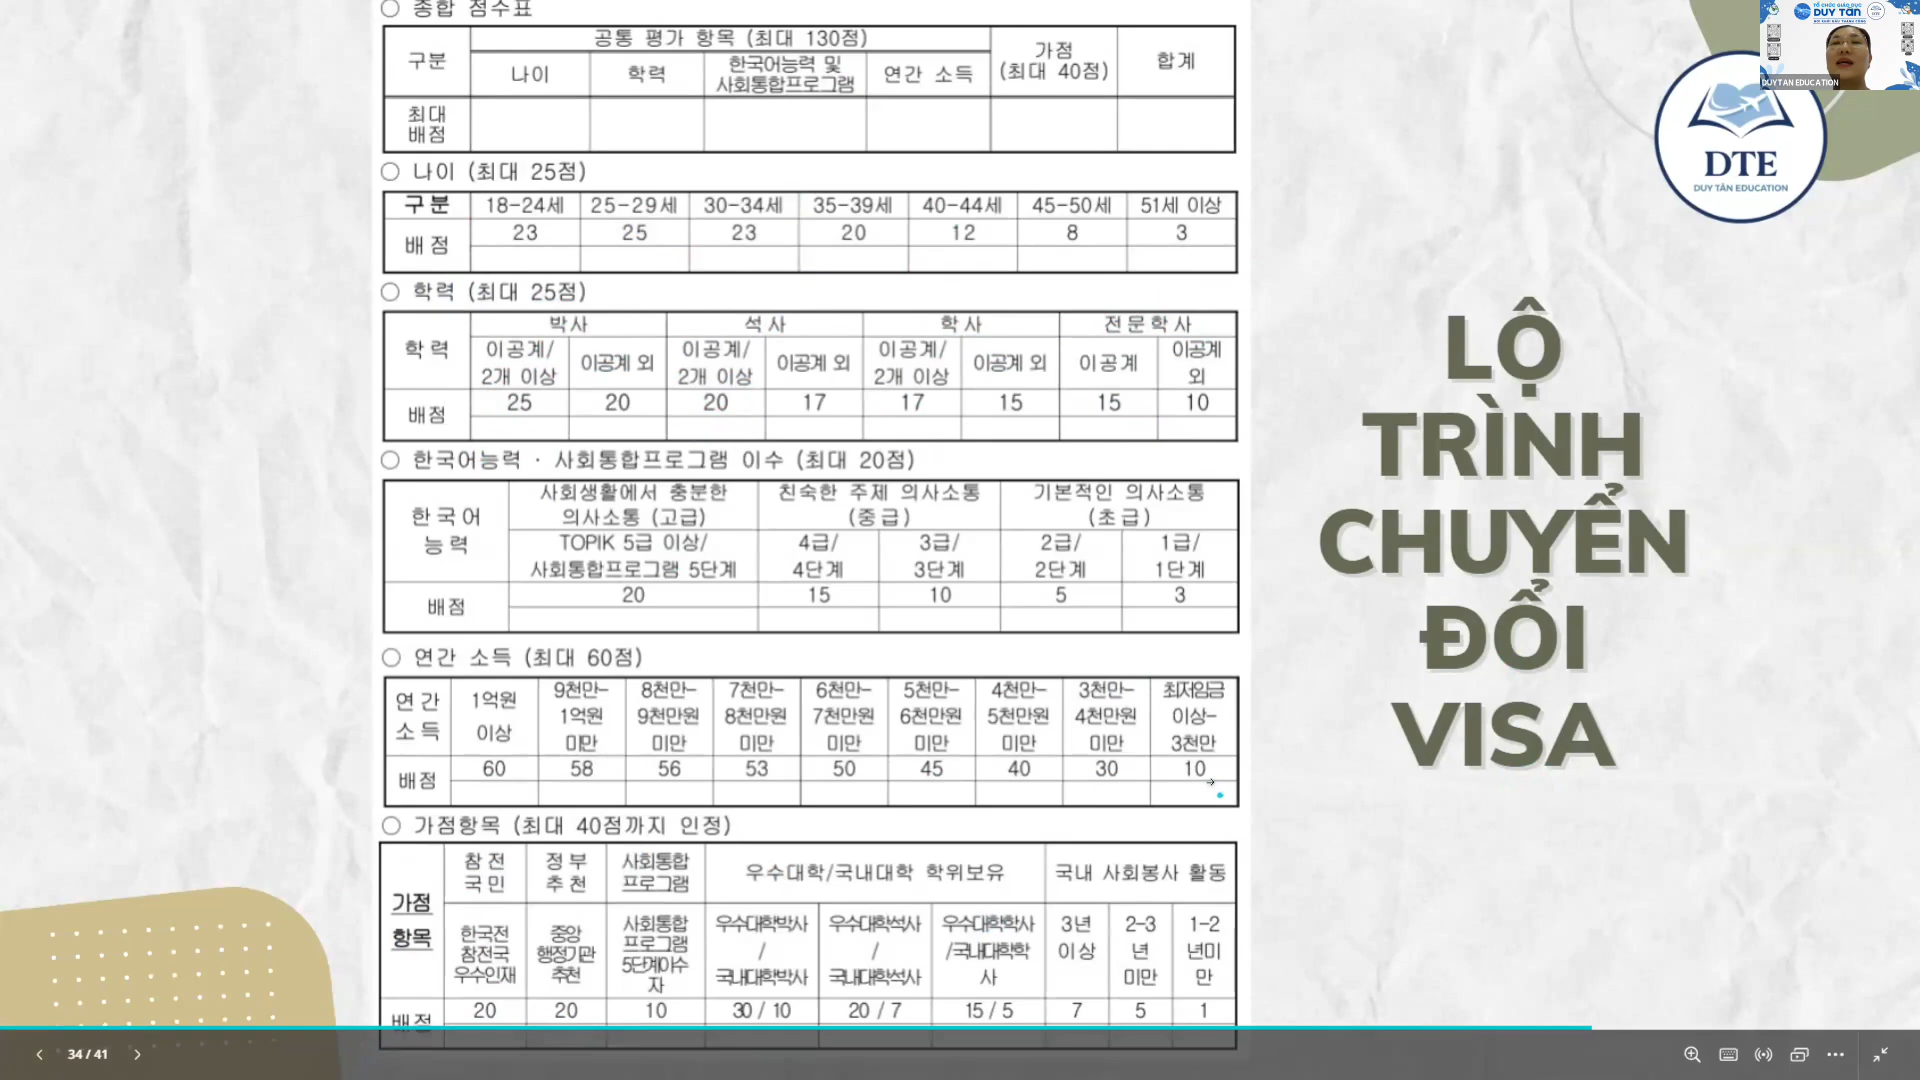 ○ 종합 점수표
구분 공통 평가 항목 (최대 130점) 가점 (최대 40점) 합계
나이 학력 한국어능력 및 사회통합프로그램 연간 소득
최대 배점
○ 나이 (최대 25점)
구분 18-24세 25-29세 30-34세 35-39세 40-44세 45-50세 51세 이상
배점 23 25 23 20 12 8 3
○ 학력 (최대 25점)
학력 박사 석사 학사 전문학사
이공계/ 2개 이상 이공계 외 이공계/ 2개 이상 이공계 외 이공계/ 2개 이상 이공계 외 이공계 이공계 외
배점 25 20 20 17 17 15 15 10
○ 한국어능력 · 사회통합프로그램 이수 (최대 20점)
한국어 능력 사회생활에서 충분한 의사소통 (고급) 친숙한 주제 의사소통 (중급) 기본적인 의사소통 (초급)
TOPIK 5급 이상/ 사회통합프로그램 5단계 4급/ 4단계 3급/ 3단계 2급/ 2단계 1급/ 1단계
배점 20 15 10 5 3
○ 연간 소득 (최대 60점)
연간 소득 1억원 이상 9천만- 1억원 미만 8천만- 9천만원 미만 7천만- 8천만원 미만 6천만- 7천만원 미만 5천만- 6천만원 미만 4천만- 5천만원 미만 3천만- 4천만원 미만 최저임금 이상- 3천만
배점 60 58 56 53 50 45 40 30 10
○ 가점항목 (최대 40점까지 인정)
가점 항목 참전 국민 정부 추천 사회통합 프로그램 우수대학/국내대학 학위보유 국내 사회봉사 활동
한국전 참전국 우수인재 중앙 행정기관 추천 사회통합 프로그램 5단계이수자 우수대학박사 / 국내대학박사 우수대학석사 / 국내대학석사 우수대학학사 /국내대학학사 3년 이상 2-3년 미만 1-2년미만
배점 20 20 10 30 / 10 20 / 7 15 / 5 7 5 1
LỘ
TRÌNH
CHUYỂN
ĐỔI
VISA
DTE
DUY TÂN EDUCATION
TỔ CHỨC GIÁO DỤC
DUY TÂN
DUYTAN EDUCATION
34 / 41